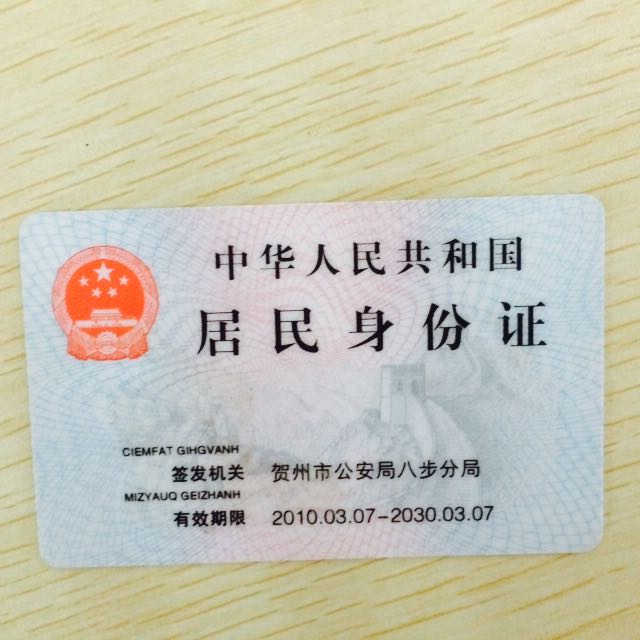 中华人民共和国
居民身份证
CIEMFAT GIHGVANH
签发机关 贺州市公安局八步分局
MIZYAUQ GEIZHANH
有效期限 2010.03.07-2030.03.07